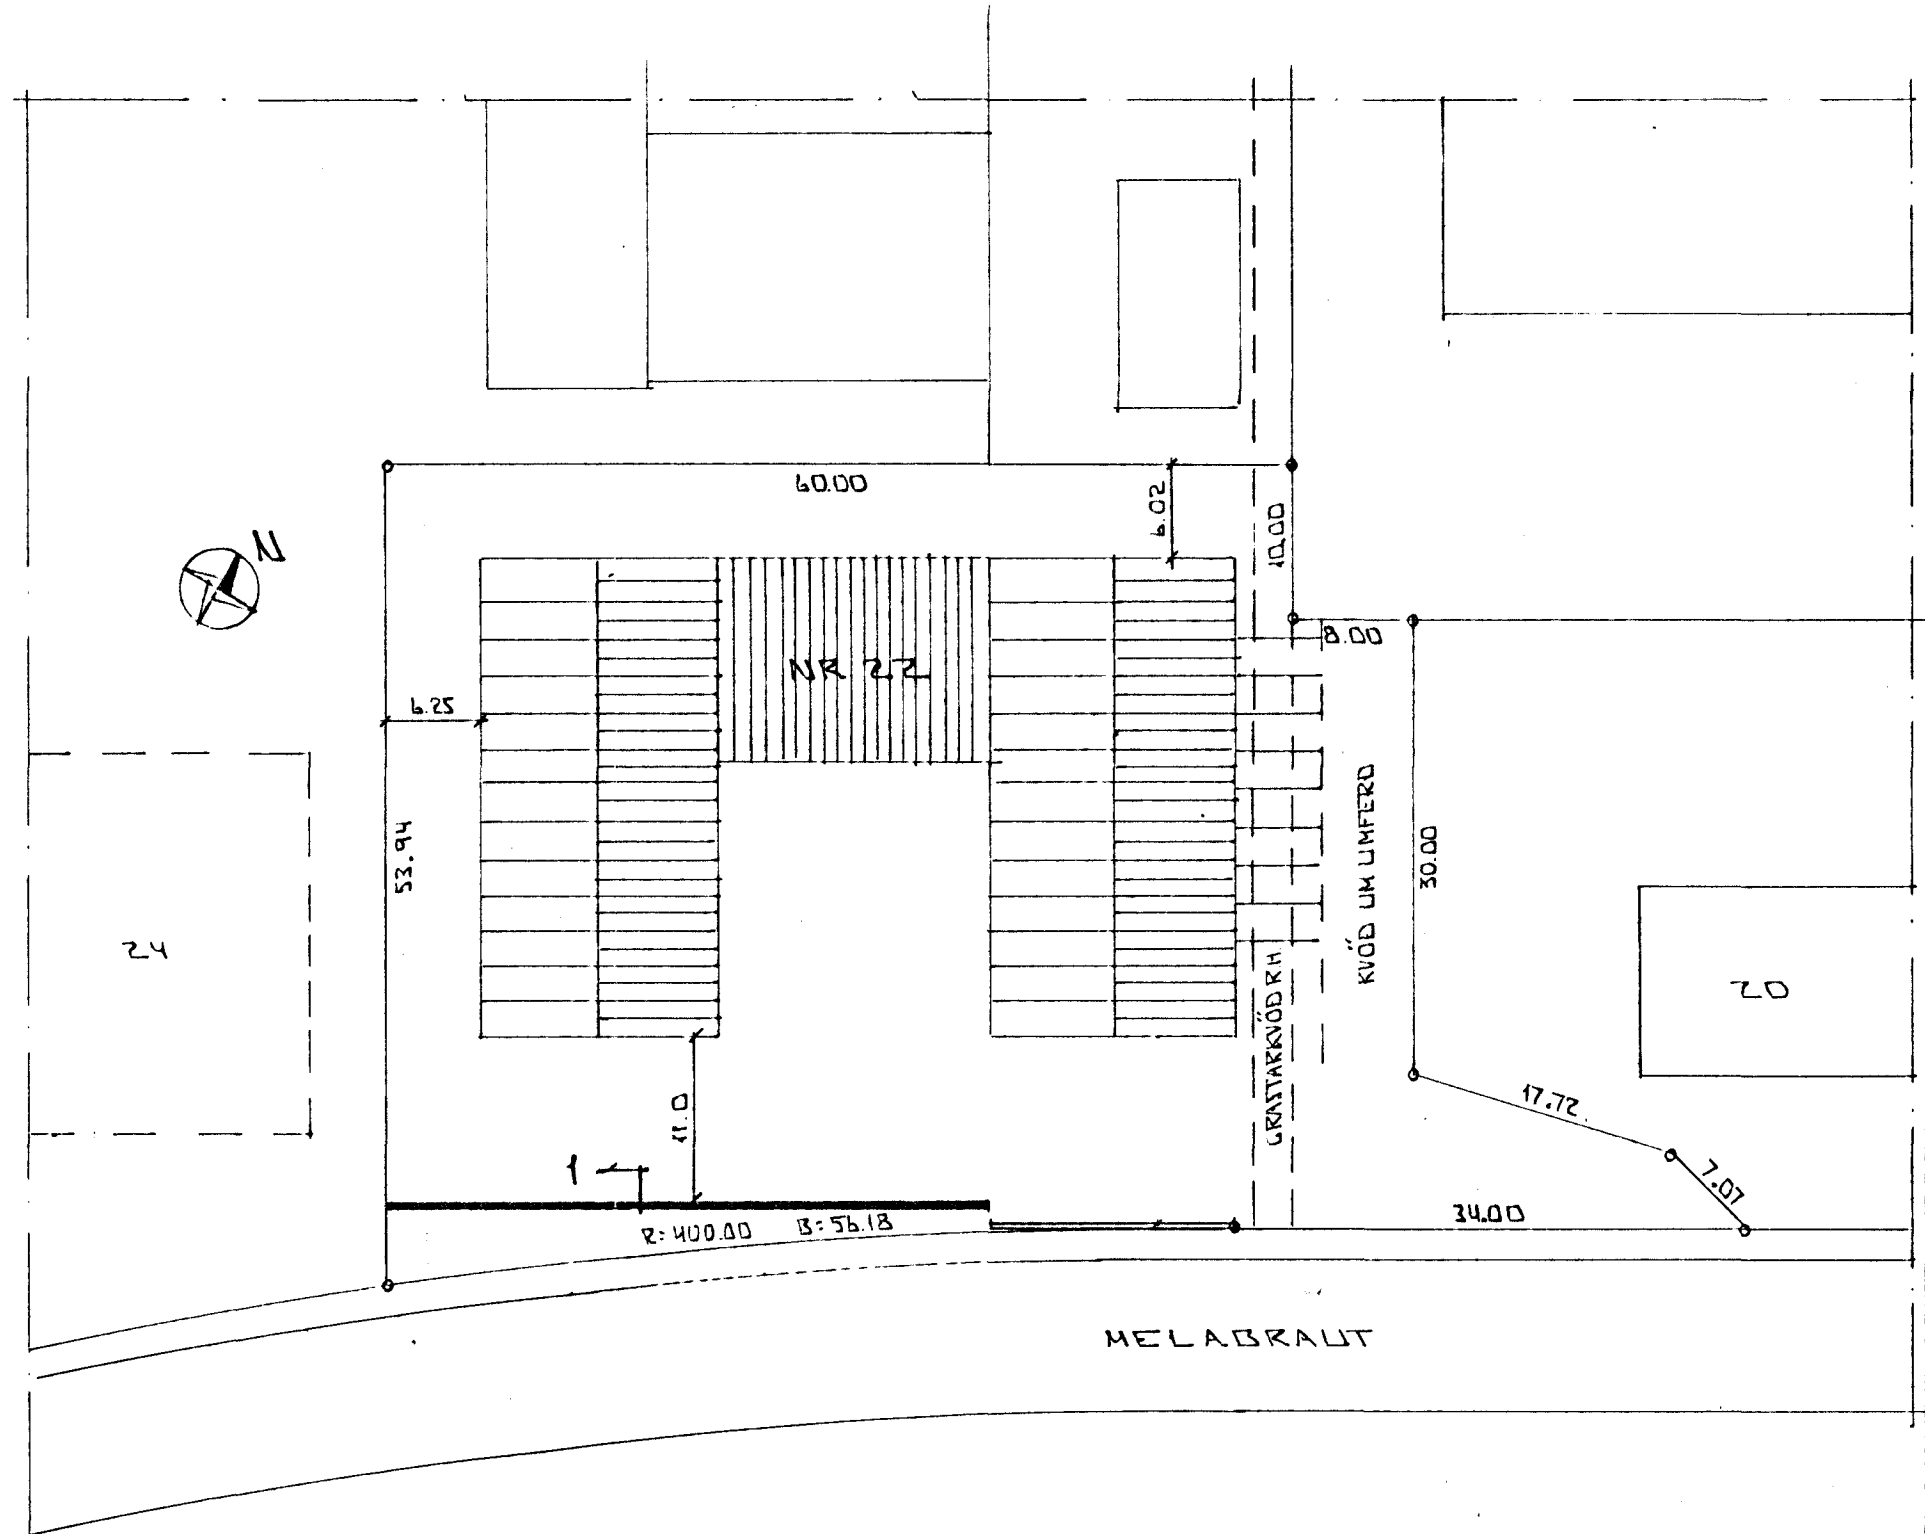 60.00
6.02
10.00
N
8.00
NR 22
6.25
KVÖÐ UM UMFERÐ
53.94
30.00
24
20
GRAFTARKVÖÐ R.H.
17.72
11.0
1
7.07
R: 400.00 B: 56.18
34.00
MELABRAUT